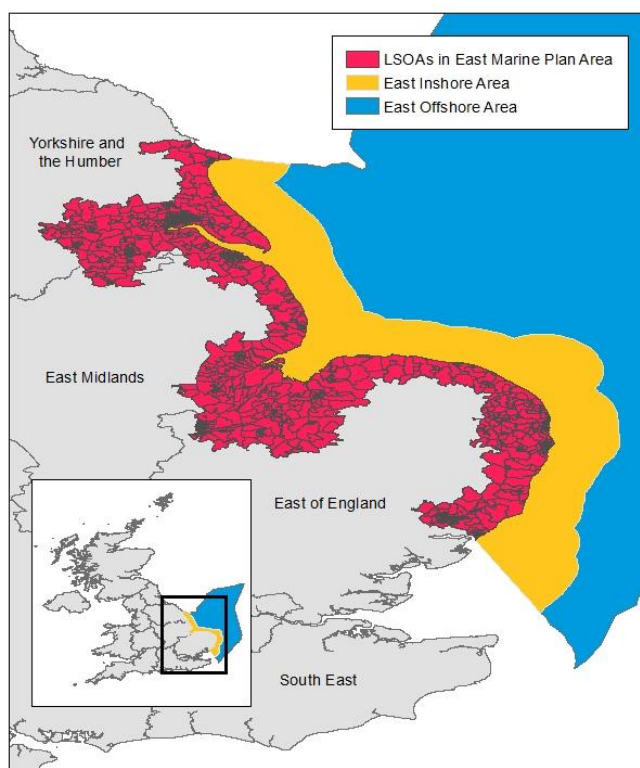 LSOAs in East Marine Plan Area
East Inshore Area
East Offshore Area
Yorkshire and
the Humber
East Midlands
East of England
South East